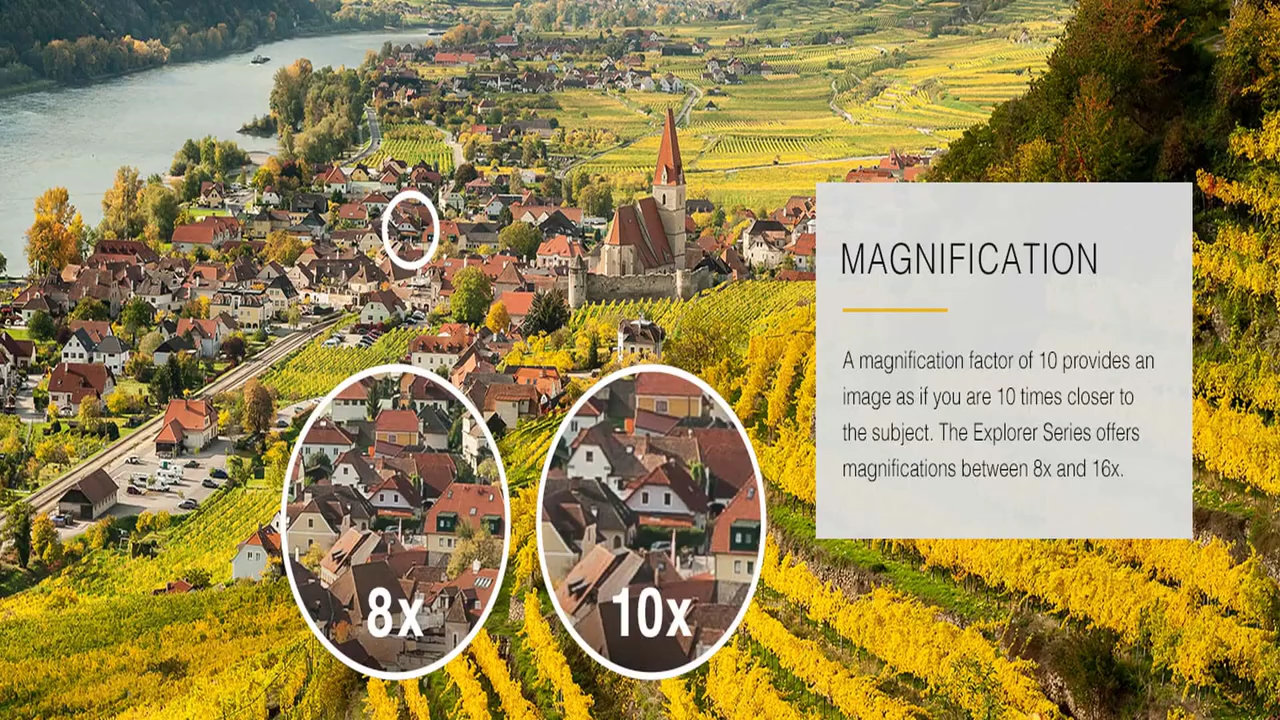 MAGNIFICATION
A magnification factor of 10 provides an
image as if you are 10 times closer to
the subject. The Explorer Series offers
magnifications between 8x and 16x.
8x
10x